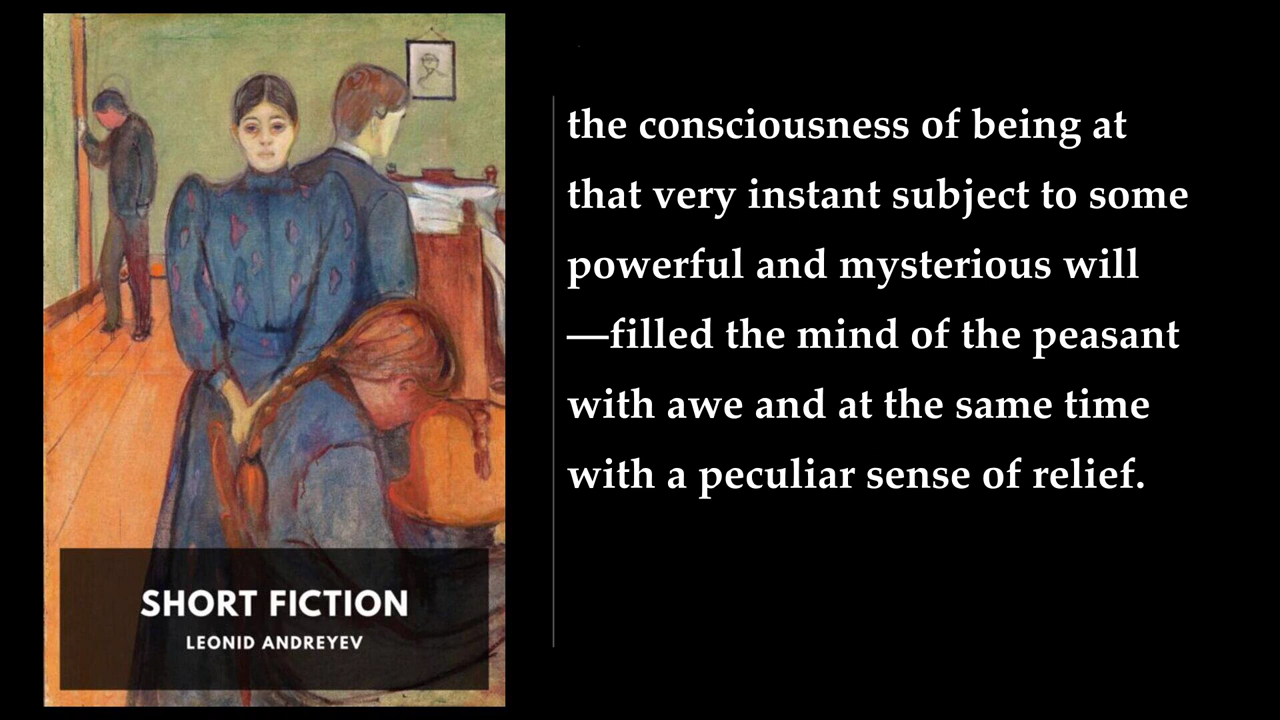 SHORT FICTION
LEONID ANDREYEV
the consciousness of being at
that very instant subject to some
powerful and mysterious will
—filled the mind of the peasant
with awe and at the same time
with a peculiar sense of relief.